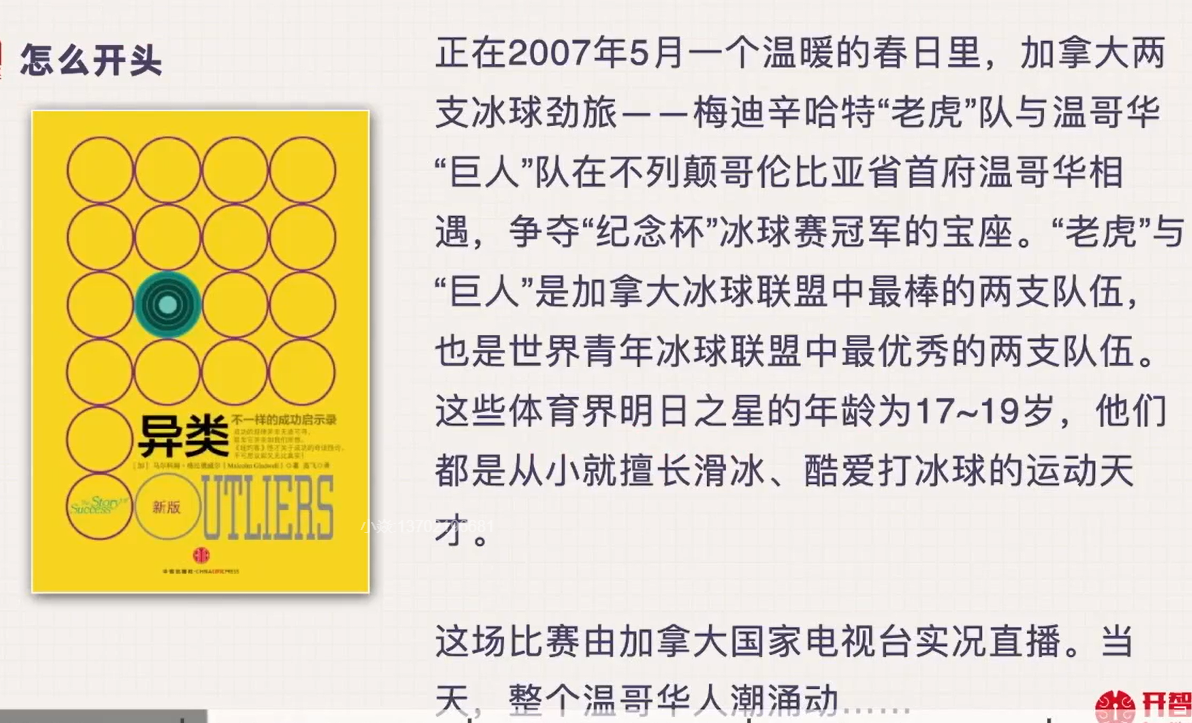 怎么开头
正在2007年5月一个温暖的春日里，加拿大两
支冰球劲旅——梅迪辛哈特“老虎”队与温哥华
“巨人”队在不列颠哥伦比亚省首府温哥华相
遇，争夺“纪念杯”冰球赛冠军的宝座。“老虎”与
“巨人”是加拿大冰球联盟中最棒的两支队伍，
也是世界青年冰球联盟中最优秀的两支队伍。
这些体育界明日之星的年龄为17~19岁，他们
都是从小就擅长滑冰、酷爱打冰球的运动天
才。
这场比赛由加拿大国家电视台实况直播。当
天，整个温哥华人潮涌动……
异类
不一样的成功启示录
[加] 马尔科姆·格拉德威尔 (Malcolm Gladwell) ◎著
The Story of Success
新版
OUTLIERS
中信出版社·CHINACITICPRESS
开智